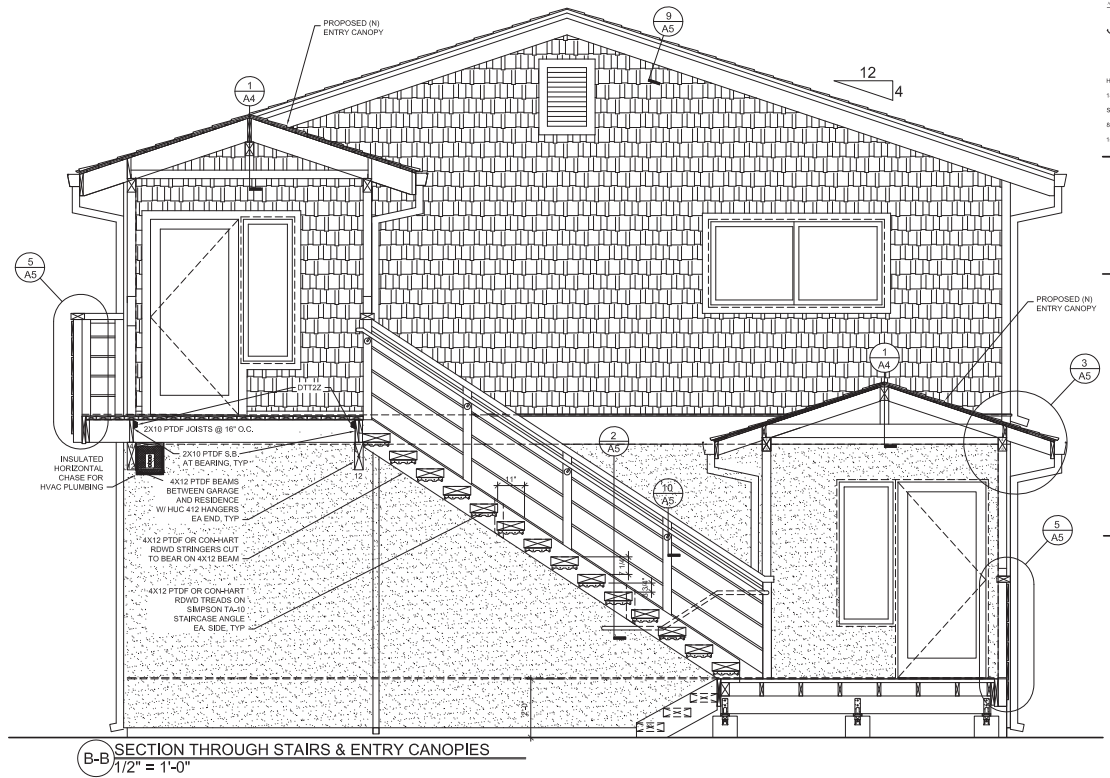 PROPOSED (N)
ENTRY CANOPY
9
A5
12
4
1
A4
5
A5
PROPOSED (N)
ENTRY CANOPY
1
A4
3
A5
DTT2Z
2X10 PTDF JOISTS @ 16" O.C.
2
A5
INSULATED
HORIZONTAL
CHASE FOR
HVAC PLUMBING
2X10 PTDF S.B.
AT BEARING, TYP
4X12 PTDF BEAMS
BETWEEN GARAGE
AND RESIDENCE
W/ HUC 412 HANGERS
EA END, TYP
12
11"
10
A5
5
A5
4X12 PTDF OR CON-HART
RDWD STRINGERS CUT
TO BEAR ON 4X12 BEAM
4X12 PTDF OR CON-HART
RDWD TREADS ON
SIMPSON TA-10
STAIRCASE ANGLE
EA. SIDE, TYP
B-B
SECTION THROUGH STAIRS & ENTRY CANOPIES
1/2" = 1'-0"